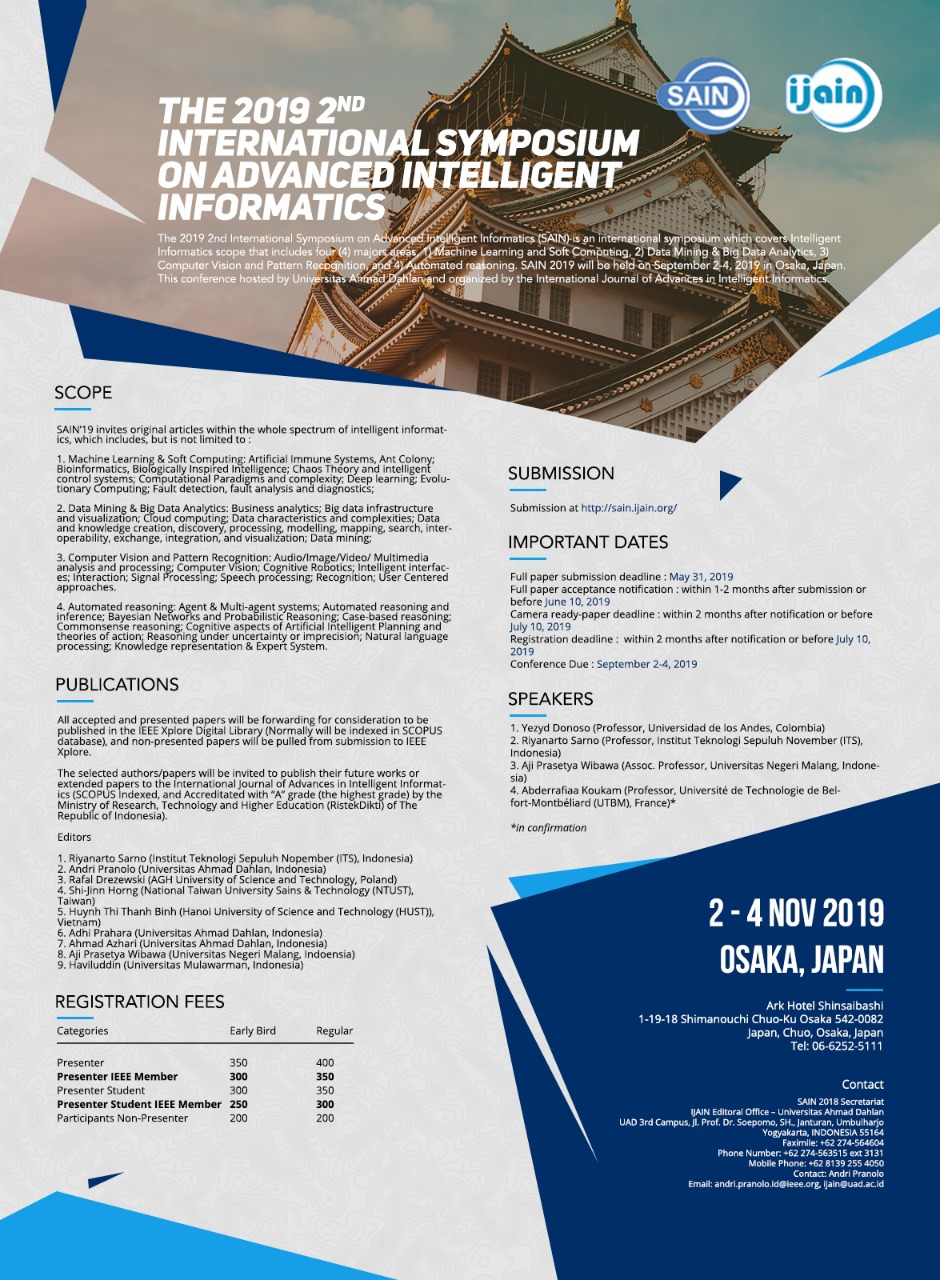 THE 2019 2ND
INTERNATIONAL SYMPOSIUM
ON ADVANCED INTELLIGENT
INFORMATICS
SAIN
ijain
The 2019 2nd International Symposium on Advanced Intelligent Informatics (SAIN) is an international symposium which covers Intelligent
Informatics scope that includes four (4) majors areas: 1) Machine Learning and Soft Computing, 2) Data Mining & Big Data Analytics, 3)
Computer Vision and Pattern Recognition, and 4) Automated reasoning. SAIN 2019 will be held on September 2-4, 2019 in Osaka, Japan.
This conference hosted by Universitas Ahmad Dahlan and organized by the International Journal of Advances in Intelligent Informatics.
SCOPE
SAIN'19 invites original articles within the whole spectrum of intelligent informat-
ics, which includes, but is not limited to :
1. Machine Learning & Soft Computing: Artificial Immune Systems, Ant Colony;
Bioinformatics, Biologically Inspired Intelligence; Chaos Theory and intelligent
control systems; Computational Paradigms and complexity; Deep learning; Evolu-
tionary Computing; Fault detection, fault analysis and diagnostics;
2. Data Mining & Big Data Analytics: Business analytics; Big data infrastructure
and visualization; Cloud computing; Data characteristics and complexities; Data
and knowledge creation, discovery, processing, modelling, mapping, search, inter-
operability, exchange, integration, and visualization; Data mining;
3. Computer Vision and Pattern Recognition: Audio/Image/Video/ Multimedia
analysis and processing; Computer Vision; Cognitive Robotics; Intelligent interfac-
es; Interaction; Signal Processing; Speech processing; Recognition; User Centered
approaches.
4. Automated reasoning: Agent & Multi-agent systems; Automated reasoning and
inference; Bayesian Networks and Probabilistic Reasoning; Case-based reasoning;
Commonsense reasoning; Cognitive aspects of Artificial Intelligent Planning and
theories of action; Reasoning under uncertainty or imprecision; Natural language
processing; Knowledge representation & Expert System.
PUBLICATIONS
All accepted and presented papers will be forwarding for consideration to be
published in the IEEE Xplore Digital Library (Normally will be indexed in SCOPUS
database), and non-presented papers will be pulled from submission to IEEE
Xplore.
The selected authors/papers will be invited to publish their future works or
extended papers to the International Journal of Advances in Intelligent Informat-
ics (SCOPUS Indexed, and Accredited with "A" grade (the highest grade) by the
Ministry of Research, Technology and Higher Education (RistekDikti) of The
Republic of Indonesia).
Editors
1. Riyanarto Sarno (Institut Teknologi Sepuluh Nopember (ITS), Indonesia)
2. Andri Pranolo (Universitas Ahmad Dahlan, Indonesia)
3. Rafal Drezewski (AGH University of Science and Technology, Poland)
4. Shi-Jinn Horng (National Taiwan University Sains & Technology (NTUST),
Taiwan)
5. Huynh Thi Thanh Binh (Hanoi University of Science and Technology (HUST)),
Vietnam)
6. Adhi Prahara (Universitas Ahmad Dahlan, Indonesia)
7. Ahmad Azhari (Universitas Ahmad Dahlan, Indonesia)
8. Aji Prasetya Wibawa (Universitas Negeri Malang, Indoensia)
9. Haviluddin (Universitas Mulawarman, Indonesia)
REGISTRATION FEES
Categories Early Bird Regular
Presenter 350 400
Presenter IEEE Member 300 350
Presenter Student 300 350
Presenter Student IEEE Member 250 300
Participants Non-Presenter 200 200
SUBMISSION
Submission at http://sain.ijain.org/
IMPORTANT DATES
Full paper submission deadline : May 31, 2019
Full paper acceptance notification : within 1-2 months after submission or
before June 10, 2019
Camera ready-paper deadline : within 2 months after notification or before
July 10, 2019
Registration deadline : within 2 months after notification or before July 10,
2019
Conference Due : September 2-4, 2019
SPEAKERS
1. Yezyd Donoso (Professor, Universidad de los Andes, Colombia)
2. Riyanarto Sarno (Professor, Institut Teknologi Sepuluh November (ITS),
Indonesia)
3. Aji Prasetya Wibawa (Assoc. Professor, Universitas Negeri Malang, Indone-
sia)
4. Abderrafiaa Koukam (Professor, Université de Technologie de Bel-
fort-Montbéliard (UTBM), France)*
*in confirmation
2 - 4 NOV 2019
OSAKA, JAPAN
Ark Hotel Shinsaibashi
1-19-18 Shimanouchi Chuo-Ku Osaka 542-0082
Japan, Chuo, Osaka, Japan
Tel: 06-6252-5111
Contact
SAIN 2018 Secretariat
IJAIN Editoral Office – Universitas Ahmad Dahlan
UAD 3rd Campus, Jl. Prof. Dr. Soepomo, SH., Janturan, Umbulharjo
Yogyakarta, INDONESIA 55164
Faximile: +62 274-564604
Phone Number: +62 274-563515 ext 3131
Mobile Phone: +62 8139 255 4050
Contact: Andri Pranolo
Email: andri.pranolo.id@ieee.org, ijain@uad.ac.id